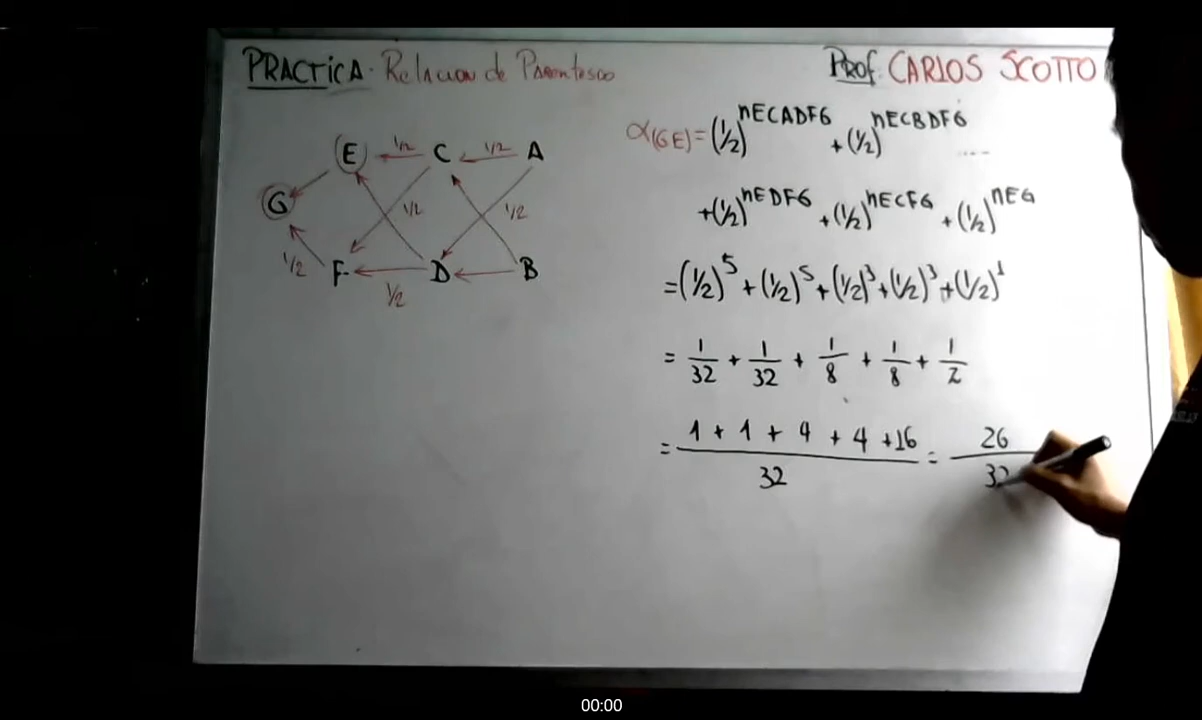 PRACTICA. Relacion de Parentesco
Prof. CARLOS SCOTTO
E 1/2 C 1/2 A
G 1/2 1/2
1/2 F D B
1/2
α(GE)=(1/2)^nECADFG +(1/2)^nECBDFG ....
+(1/2)^nEDFG +(1/2)^nECFG +(1/2)^nEG
=(1/2)^5 +(1/2)^5 +(1/2)^3 +(1/2)^3 +(1/2)^1
= 1/32 + 1/32 + 1/8 + 1/8 + 1/2
= 1 + 1 + 4 + 4 +16 / 32 = 26 / 32
00:00